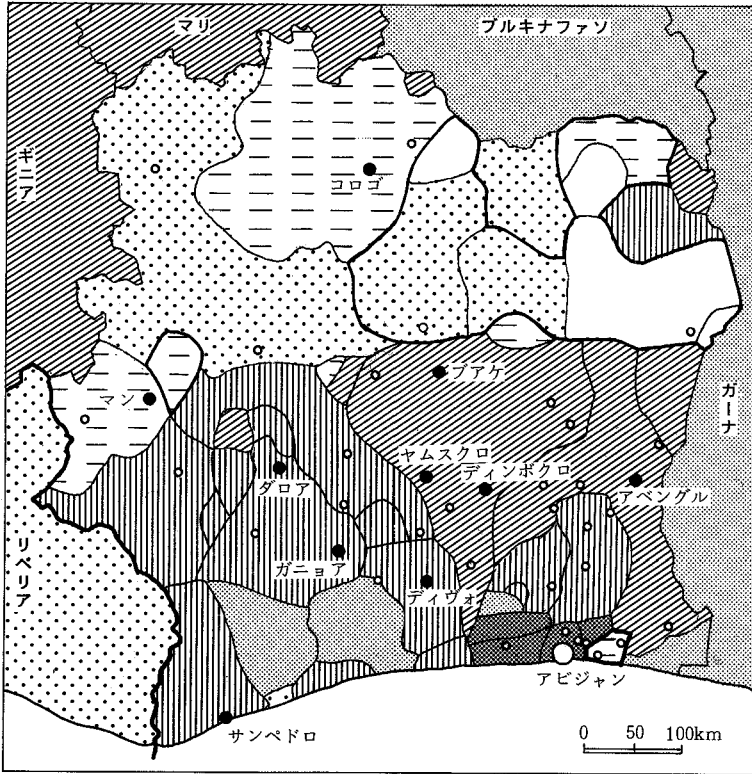 マリ
ブルキナファソ
ギニア
コロゴ
ブアケ
マン
ガーナ
ヤムスクロ
ディンボクロ
ダロア
アベングル
リベリア
ガニョア
ディヴォ
アビジャン
サンペドロ
0 50 100km